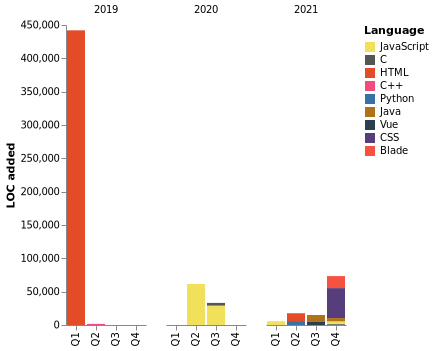 2019 2020 2021
LOC added
450,000
400,000
350,000
300,000
250,000
200,000
150,000
100,000
50,000
0
Q1 Q2 Q3 Q4 Q1 Q2 Q3 Q4 Q1 Q2 Q3 Q4
Language
JavaScript
C
HTML
C++
Python
Java
Vue
CSS
Blade